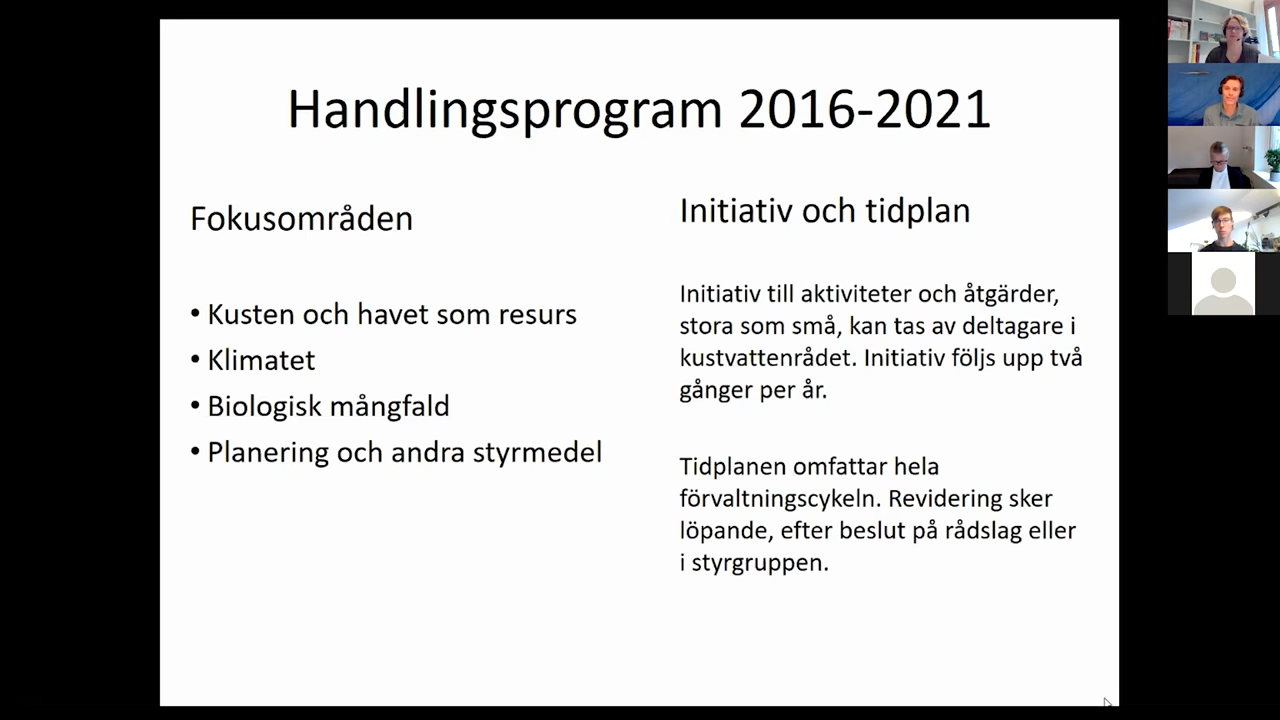 Handlingsprogram 2016-2021
Fokusområden
• Kusten och havet som resurs
• Klimatet
• Biologisk mångfald
• Planering och andra styrmedel
Initiativ och tidplan
Initiativ till aktiviteter och åtgärder,
stora som små, kan tas av deltagare i
kustvattenrådet. Initiativ följs upp två
gånger per år.
Tidplanen omfattar hela
förvaltningscykeln. Revidering sker
löpande, efter beslut på rådslag eller
i styrgruppen.